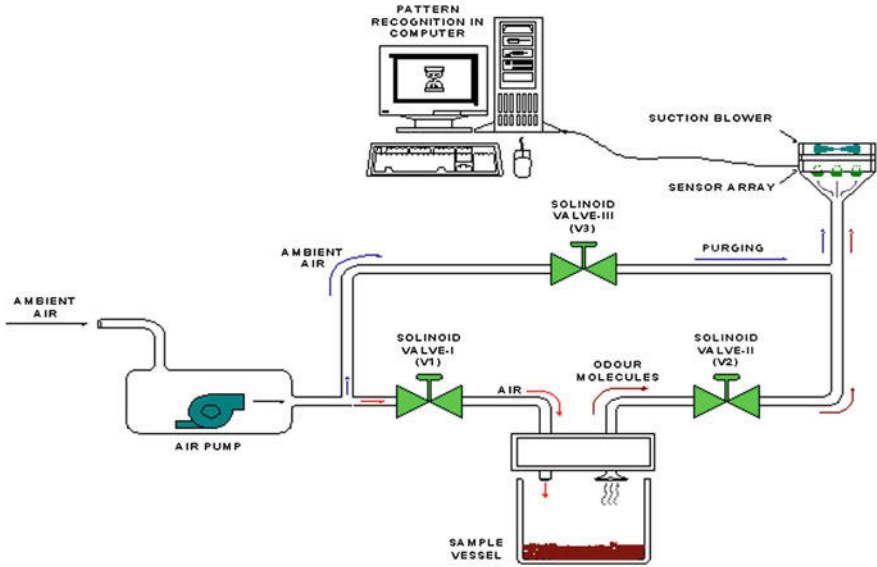 PATTERN
RECOGNITION IN
COMPUTER
SUCTION BLOWER
SENSOR ARRAY
SOLINOID
VALVE-III
(V3)
AMBIENT
AIR
PURGING
AMBIENT
AIR
SOLINOID
VALVE-I
(V1)
AIR
ODOUR
MOLECULES
SOLINOID
VALVE-II
(V2)
AIR PUMP
SAMPLE
VESSEL